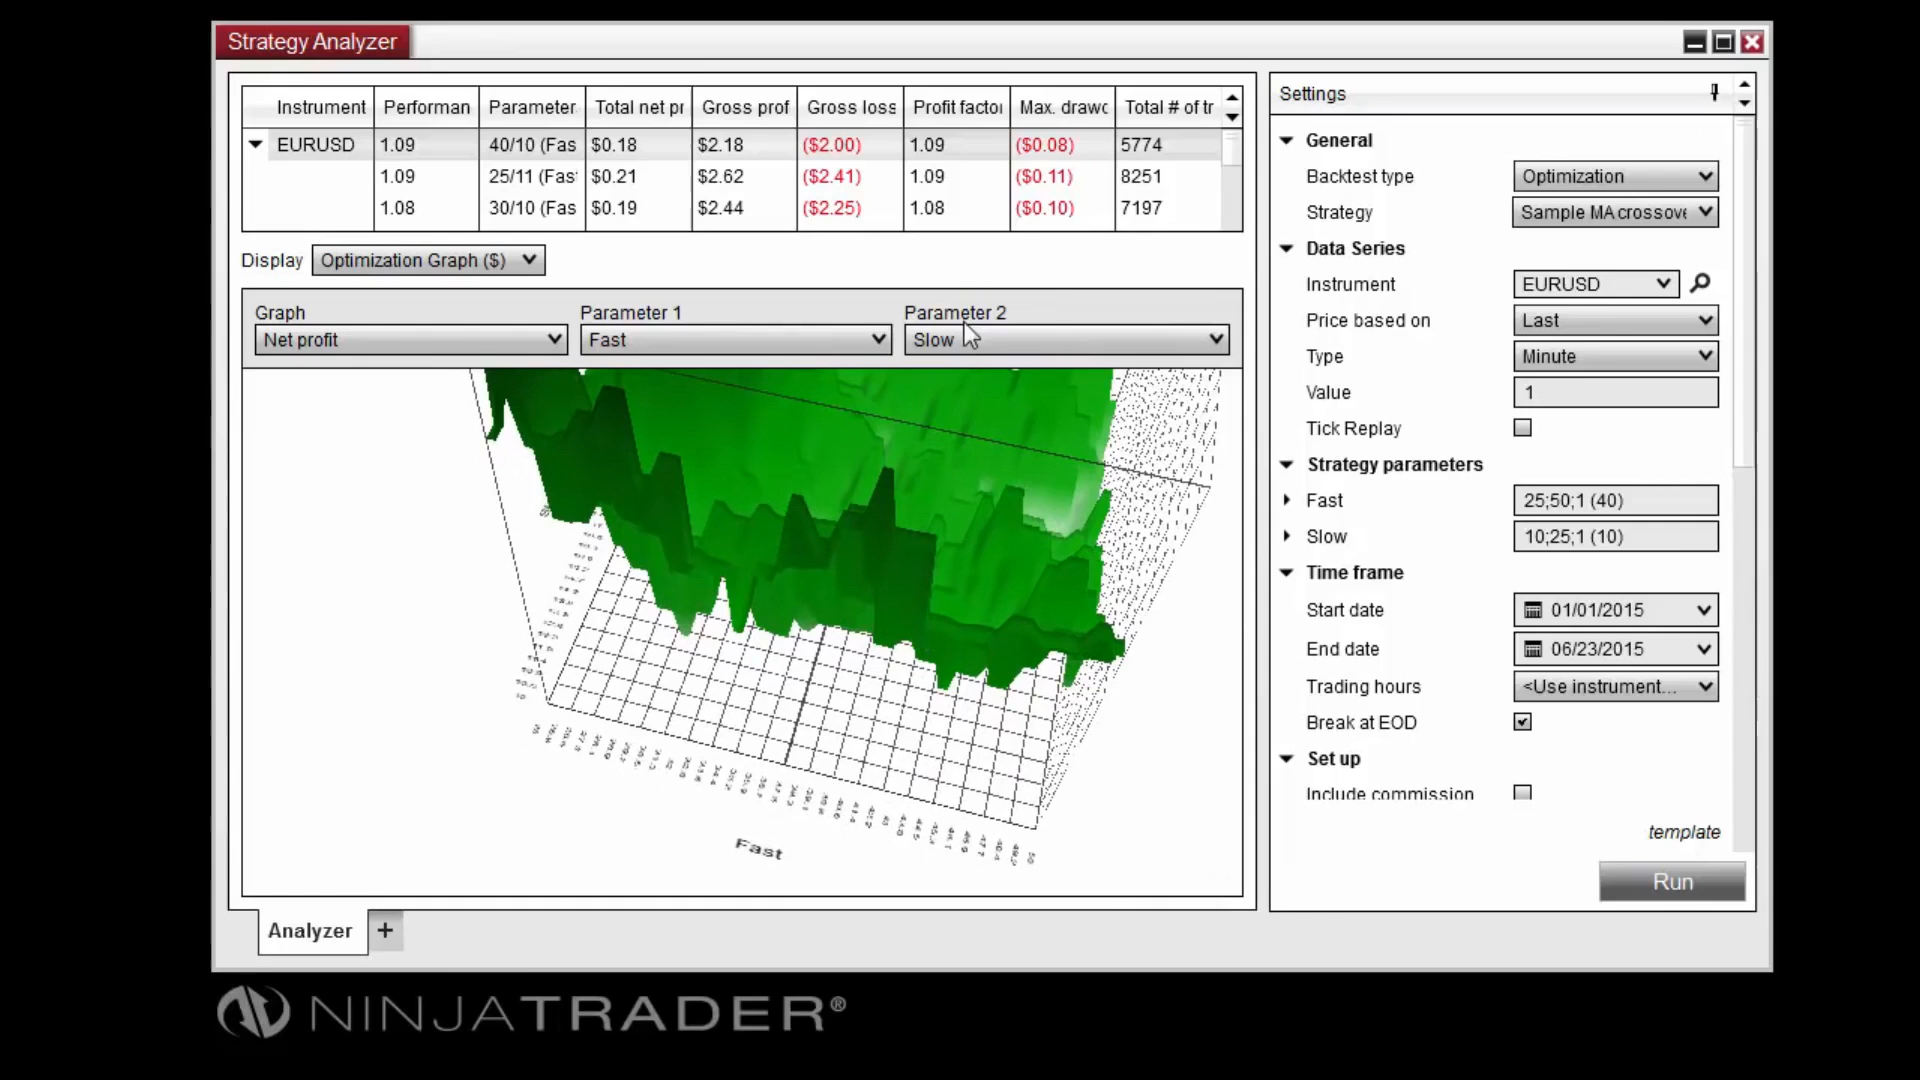 Strategy Analyzer
Instrument Performan Parameter Total net pr Gross prof Gross loss Profit factor Max. drawc Total # of tr
EURUSD 1.09 40/10 (Fas $0.18 $2.18 ($2.00) 1.09 ($0.08) 5774
1.09 25/11 (Fas $0.21 $2.62 ($2.41) 1.09 ($0.11) 8251
1.08 30/10 (Fas $0.19 $2.44 ($2.25) 1.08 ($0.10) 7197
Display Optimization Graph ($)
Graph Parameter 1 Parameter 2
Net profit Fast Slow
Fast
Analyzer +
Settings
General
Backtest type Optimization
Strategy Sample MA crossove
Data Series
Instrument EURUSD
Price based on Last
Type Minute
Value 1
Tick Replay
Strategy parameters
Fast 25;50;1 (40)
Slow 10;25;1 (10)
Time frame
Start date 01/01/2015
End date 06/23/2015
Trading hours <Use instrument...
Break at EOD
Set up
Include commission
template
Run
NINJATRADER®